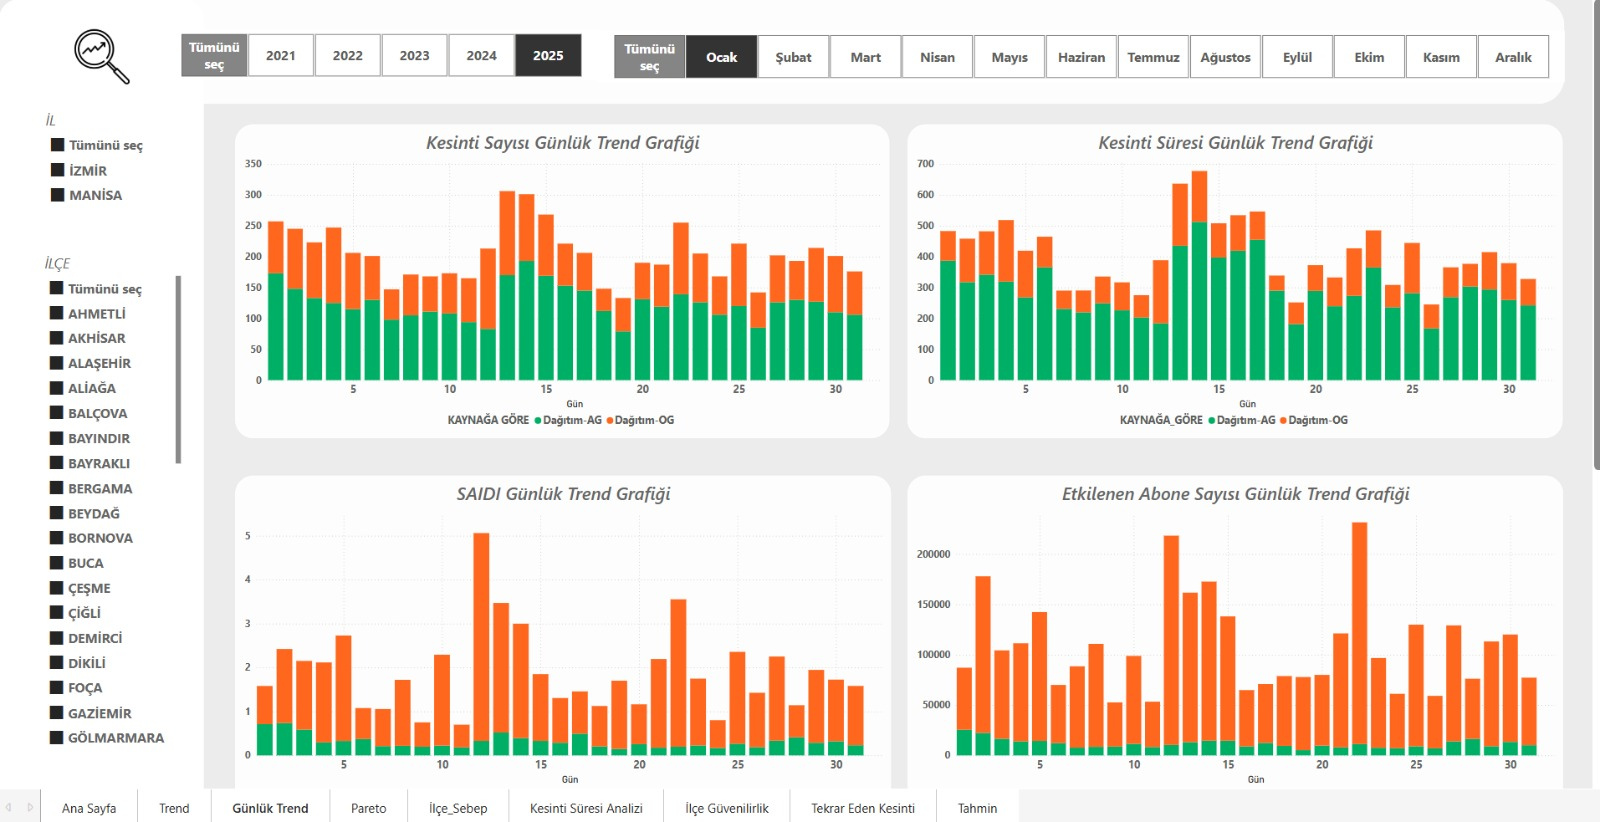 Tümünü seç 2021 2022 2023 2024 2025
Tümünü seç Ocak Şubat Mart Nisan Mayıs Haziran Temmuz Ağustos Eylül Ekim Kasım Aralık
İL
Tümünü seç
İZMİR
MANİSA
İLÇE
Tümünü seç
AHMETLİ
AKHİSAR
ALAŞEHİR
ALİAĞA
BALÇOVA
BAYINDIR
BAYRAKLI
BERGAMA
BEYDAĞ
BORNOVA
BUCA
ÇEŞME
ÇİĞLİ
DEMİRCİ
DİKİLİ
FOÇA
GAZİEMİR
GÖLMARMARA
Kesinti Sayısı Günlük Trend Grafiği
350
300
250
200
150
100
50
0
5 10 15 20 25 30
Gün
KAYNAĞA GÖRE Dağıtım-AG Dağıtım-OG
Kesinti Süresi Günlük Trend Grafiği
700
600
500
400
300
200
100
0
5 10 15 20 25 30
Gün
KAYNAĞA_GÖRE Dağıtım-AG Dağıtım-OG
SAIDI Günlük Trend Grafiği
5
4
3
2
1
0
5 10 15 20 25 30
Gün
Etkilenen Abone Sayısı Günlük Trend Grafiği
200000
150000
100000
50000
0
5 10 15 20 25 30
Gün
Ana Sayfa Trend Günlük Trend Pareto İlçe_Sebep Kesinti Süresi Analizi İlçe Güvenilirlik Tekrar Eden Kesinti Tahmin